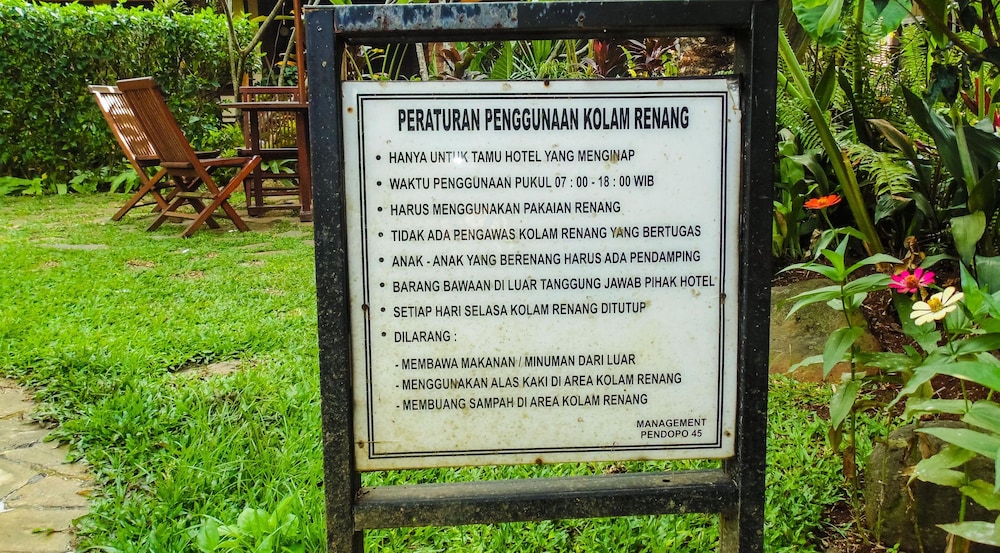 PERATURAN PENGGUNAAN KOLAM RENANG
• HANYA UNTUK TAMU HOTEL YANG MENGINAP
• WAKTU PENGGUNAAN PUKUL 07 : 00 - 18 : 00 WIB
• HARUS MENGGUNAKAN PAKAIAN RENANG
• TIDAK ADA PENGAWAS KOLAM RENANG YANG BERTUGAS
• ANAK - ANAK YANG BERENANG HARUS ADA PENDAMPING
• BARANG BAWAAN DI LUAR TANGGUNG JAWAB PIHAK HOTEL
• SETIAP HARI SELASA KOLAM RENANG DITUTUP
• DILARANG :
- MEMBAWA MAKANAN / MINUMAN DARI LUAR
- MENGGUNAKAN ALAS KAKI DI AREA KOLAM RENANG
- MEMBUANG SAMPAH DI AREA KOLAM RENANG
MANAGEMENT
PENDOPO 45